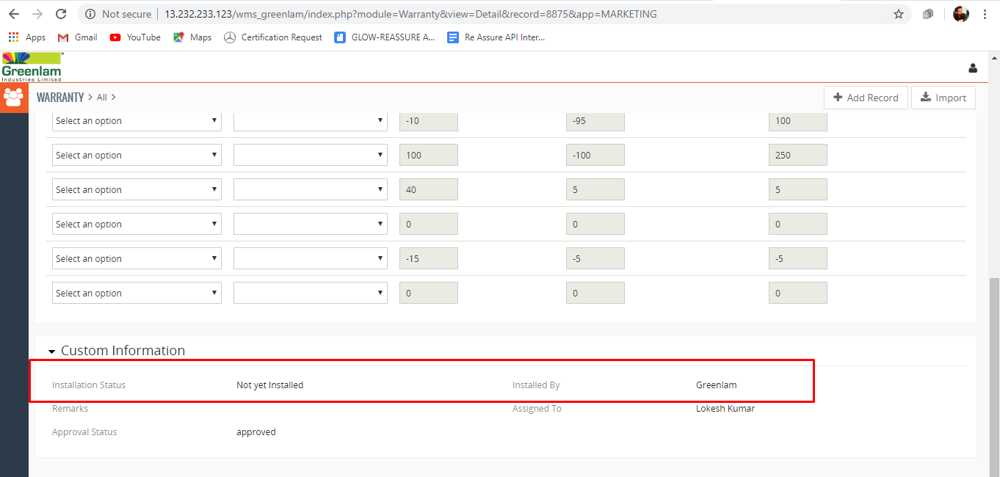 Not secure | 13.232.233.123/wms_greenlam/index.php?module=Warranty&view=Detail&record=8875&app=MARKETING
Apps Gmail YouTube Maps Certification Request GLOW-REASSURE A... Re Assure API Inter...
Greenlam
Industries Limited
WARRANTY > All >
Add Record Import
Select an option -10 -95 100
Select an option 100 -100 250
Select an option 40 5 5
Select an option 0 0 0
Select an option -15 -5 -5
Select an option 0 0 0
Custom Information
Installation Status Not yet Installed Installed By Greenlam
Remarks Assigned To Lokesh Kumar
Approval Status approved